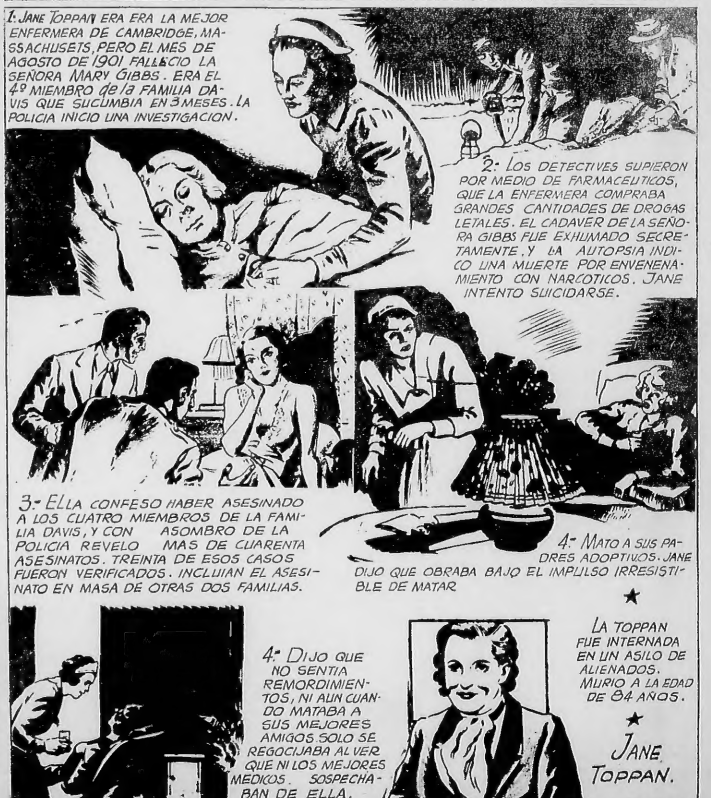 1:- JANE TOPPAN ERA ERA LA MEJOR
ENFERMERA DE CAMBRIDGE, MA-
SSACHUSETS, PERO EL MES DE
AGOSTO DE 1901 FALLECIO LA
SEÑORA MARY GIBBS. ERA EL
4º MIEMBRO de la FAMILIA DA-
VIS QUE SUCUMBIA EN 3 MESES. LA
POLICIA INICIO UNA INVESTIGACION.
2:- LOS DETECTIVES SUPIERON
POR MEDIO DE FARMACEUTICOS,
QUE LA ENFERMERA COMPRABA
GRANDES CANTIDADES DE DROGAS
LETALES. EL CADAVER DE LA SEÑO-
RA GIBBS FUE EXHUMADO SECRE-
TAMENTE, Y LA AUTOPSIA INDI-
CO UNA MUERTE POR ENVENENA-
MIENTO CON NARCOTICOS. JANE
INTENTO SUICIDARSE.
3:- ELLA CONFESO HABER ASESINADO
A LOS CUATRO MIEMBROS DE LA FAMI-
LIA DAVIS, Y CON ASOMBRO DE LA
POLICIA REVELO MAS DE CUARENTA
ASESINATOS. TREINTA DE ESOS CASOS
FUERON VERIFICADOS. INCLUIAN EL ASESI-
NATO EN MASA DE OTRAS DOS FAMILIAS.
4:- MATO A SUS PA-
DRES ADOPTIVOS. JANE
DIJO QUE OBRABA BAJO EL IMPULSO IRRESISTI-
BLE DE MATAR
4:- DIJO QUE
NO SENTIA
REMORDIMIEN-
TOS, NI AUN CUAN-
DO MATABA A
SUS MEJORES
AMIGOS. SOLO SE
REGOCIJABA AL VER
QUE NI LOS MEJORES
MEDICOS. SOSPECHA-
BAN DE ELLA.
LA TOPPAN
FUE INTERNADA
EN UN ASILO DE
ALIENADOS.
MURIO A LA EDAD
DE 84 AÑOS.
JANE
TOPPAN.